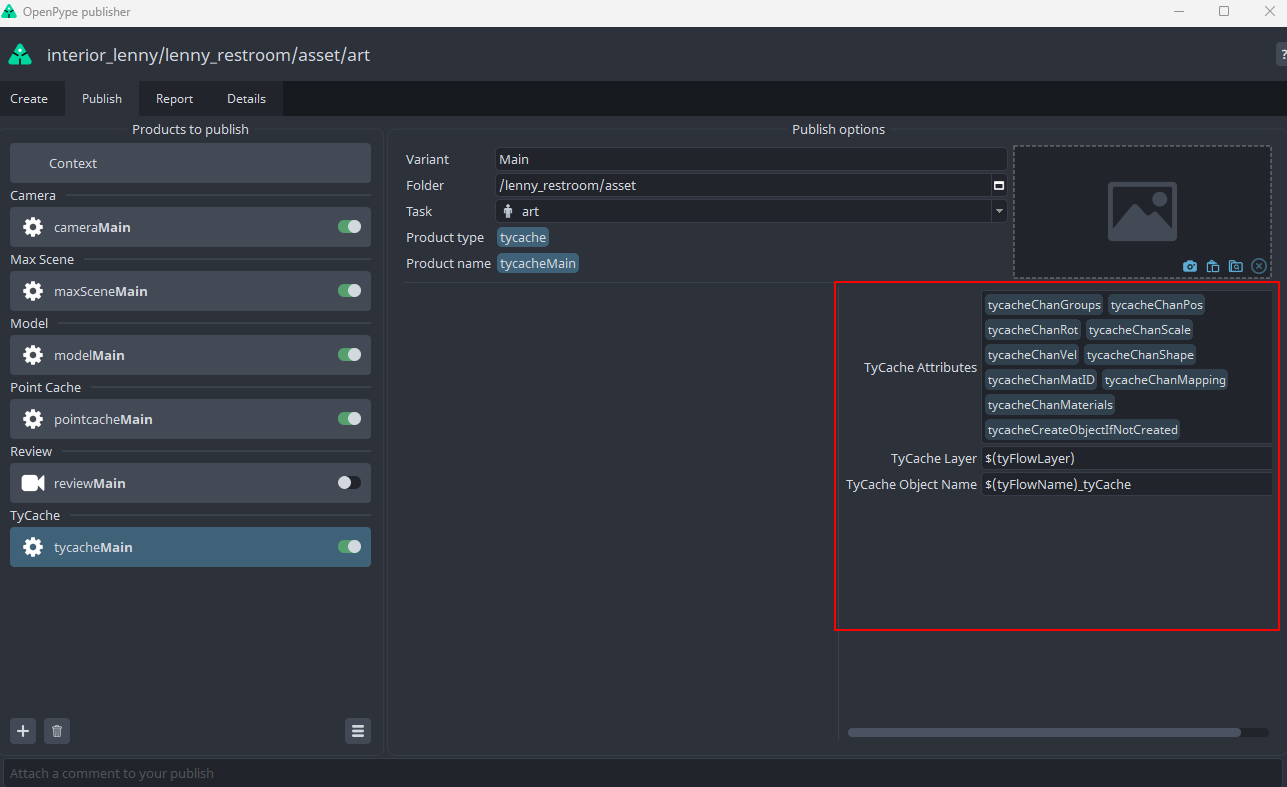 OpenPype publisher
interior_lenny/lenny_restroom/asset/art
?
Create Publish Report Details
Products to publish
Context
Camera
cameraMain
Max Scene
maxSceneMain
Model
modelMain
Point Cache
pointcacheMain
Review
reviewMain
TyCache
tycacheMain
Publish options
Variant Main
Folder /lenny_restroom/asset
Task art
Product type tycache
Product name tycacheMain
TyCache Attributes
tycacheChanGroups tycacheChanPos
tycacheChanRot tycacheChanScale
tycacheChanVel tycacheChanShape
tycacheChanMatID tycacheChanMapping
tycacheChanMaterials
tycacheCreateObjectIfNotCreated
TyCache Layer $(tyFlowLayer)
TyCache Object Name $(tyFlowName)_tyCache
Attach a comment to your publish